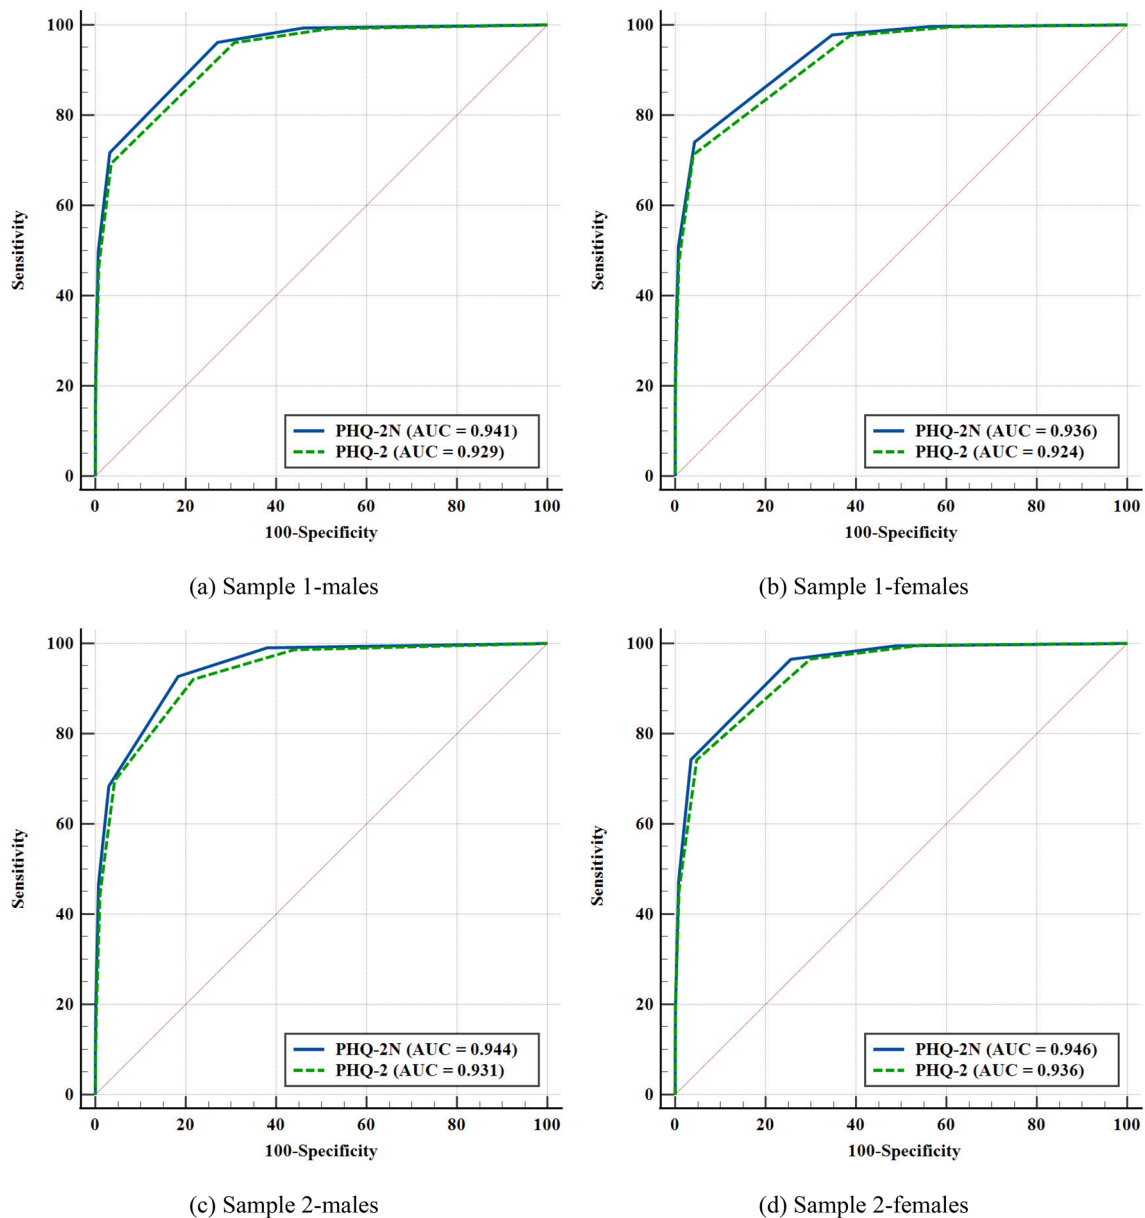 100
80
60
40
20
0
Sensitivity
PHQ-2N (AUC = 0.941)
PHQ-2 (AUC = 0.929)
0 20 40 60 80 100
100-Specificity
(a) Sample 1-males
100
80
60
40
20
0
Sensitivity
PHQ-2N (AUC = 0.936)
PHQ-2 (AUC = 0.924)
0 20 40 60 80 100
100-Specificity
(b) Sample 1-females
100
80
60
40
20
0
Sensitivity
PHQ-2N (AUC = 0.944)
PHQ-2 (AUC = 0.931)
0 20 40 60 80 100
100-Specificity
(c) Sample 2-males
100
80
60
40
20
0
Sensitivity
PHQ-2N (AUC = 0.946)
PHQ-2 (AUC = 0.936)
0 20 40 60 80 100
100-Specificity
(d) Sample 2-females